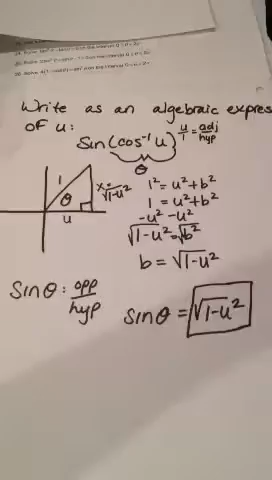 Write as an algebraic expres
of u:
Sin(cos⁻¹ u) u/1 = adj/hyp
θ
1 θ √1-u²
u
1² = u² + b²
1 = u² + b²
-u² -u²
√1-u² = √b²
b = √1-u²
Sinθ: opp/hyp
sinθ = √1-u²